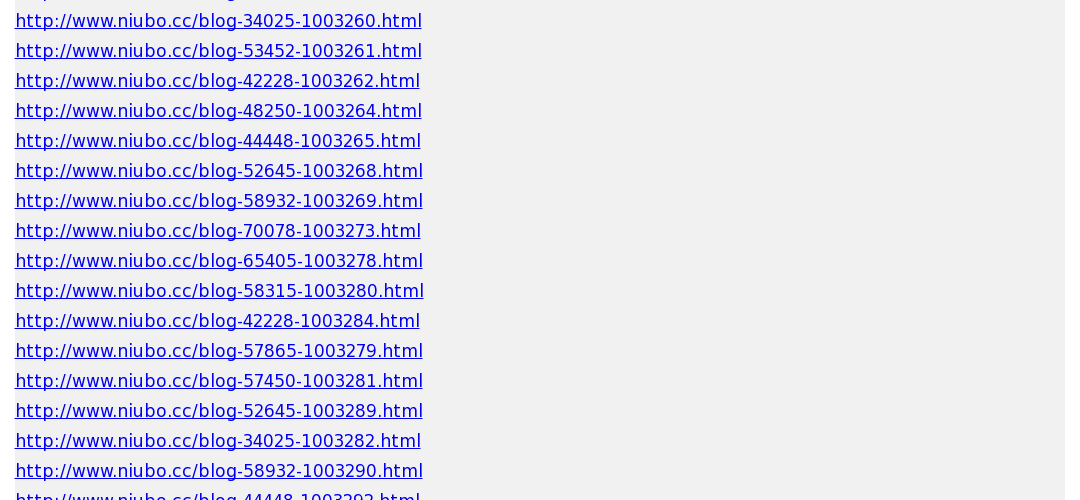 http://www.niubo.cc/blog-34025-1003260.html
http://www.niubo.cc/blog-53452-1003261.html
http://www.niubo.cc/blog-42228-1003262.html
http://www.niubo.cc/blog-48250-1003264.html
http://www.niubo.cc/blog-44448-1003265.html
http://www.niubo.cc/blog-52645-1003268.html
http://www.niubo.cc/blog-58932-1003269.html
http://www.niubo.cc/blog-70078-1003273.html
http://www.niubo.cc/blog-65405-1003278.html
http://www.niubo.cc/blog-58315-1003280.html
http://www.niubo.cc/blog-42228-1003284.html
http://www.niubo.cc/blog-57865-1003279.html
http://www.niubo.cc/blog-57450-1003281.html
http://www.niubo.cc/blog-52645-1003289.html
http://www.niubo.cc/blog-34025-1003282.html
http://www.niubo.cc/blog-58932-1003290.html